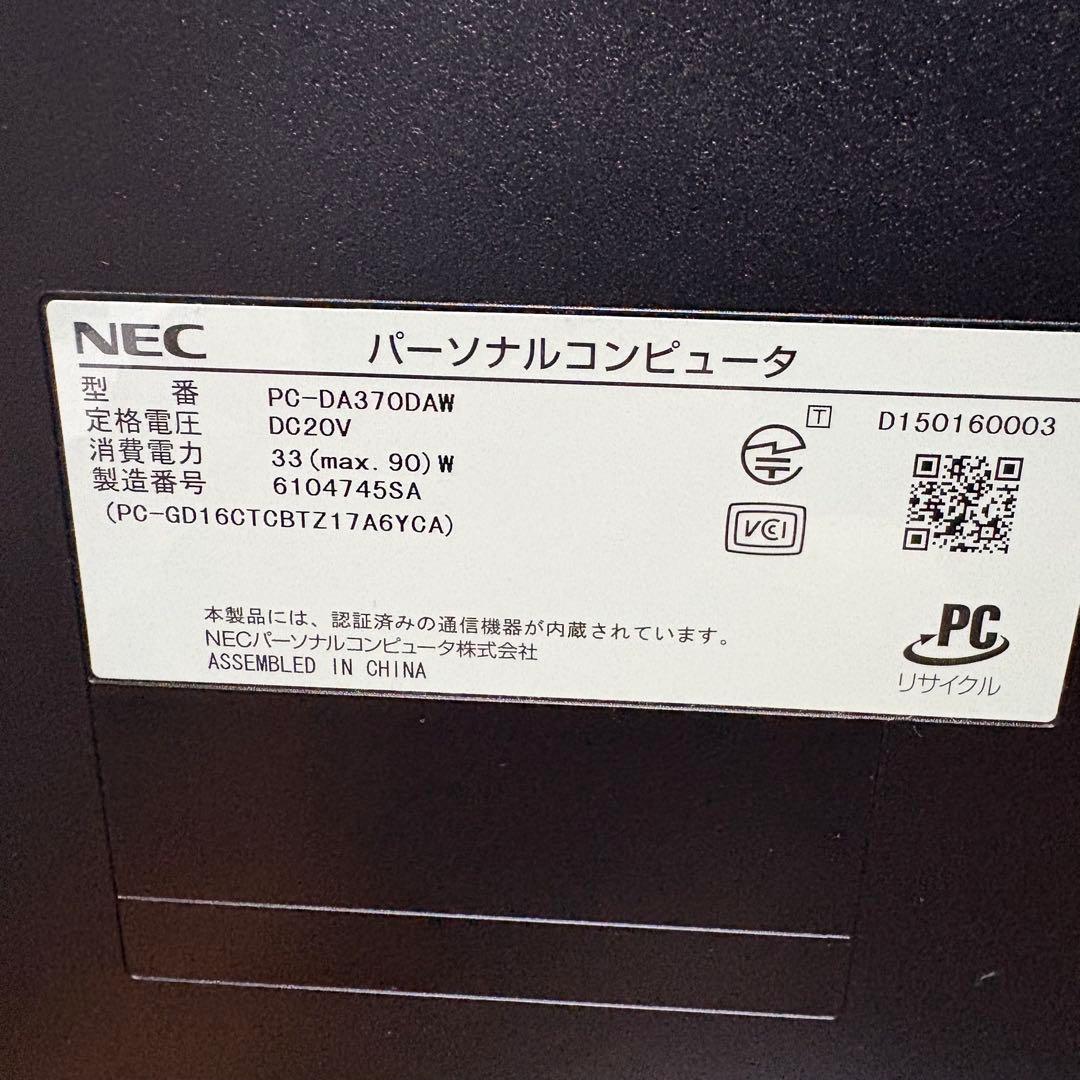 NEC パーソナルコンピュータ
型番 PC-DA370DAW
定格電圧 DC20V
消費電力 33(max.90)W
製造番号 6104745SA
(PC-GD16CTCBTZ17A6YCA)
T D150160003
VCCI
本製品には、認証済みの通信機器が内蔵されています。
NECパーソナルコンピュータ株式会社
ASSEMBLED IN CHINA
PC
リサイクル